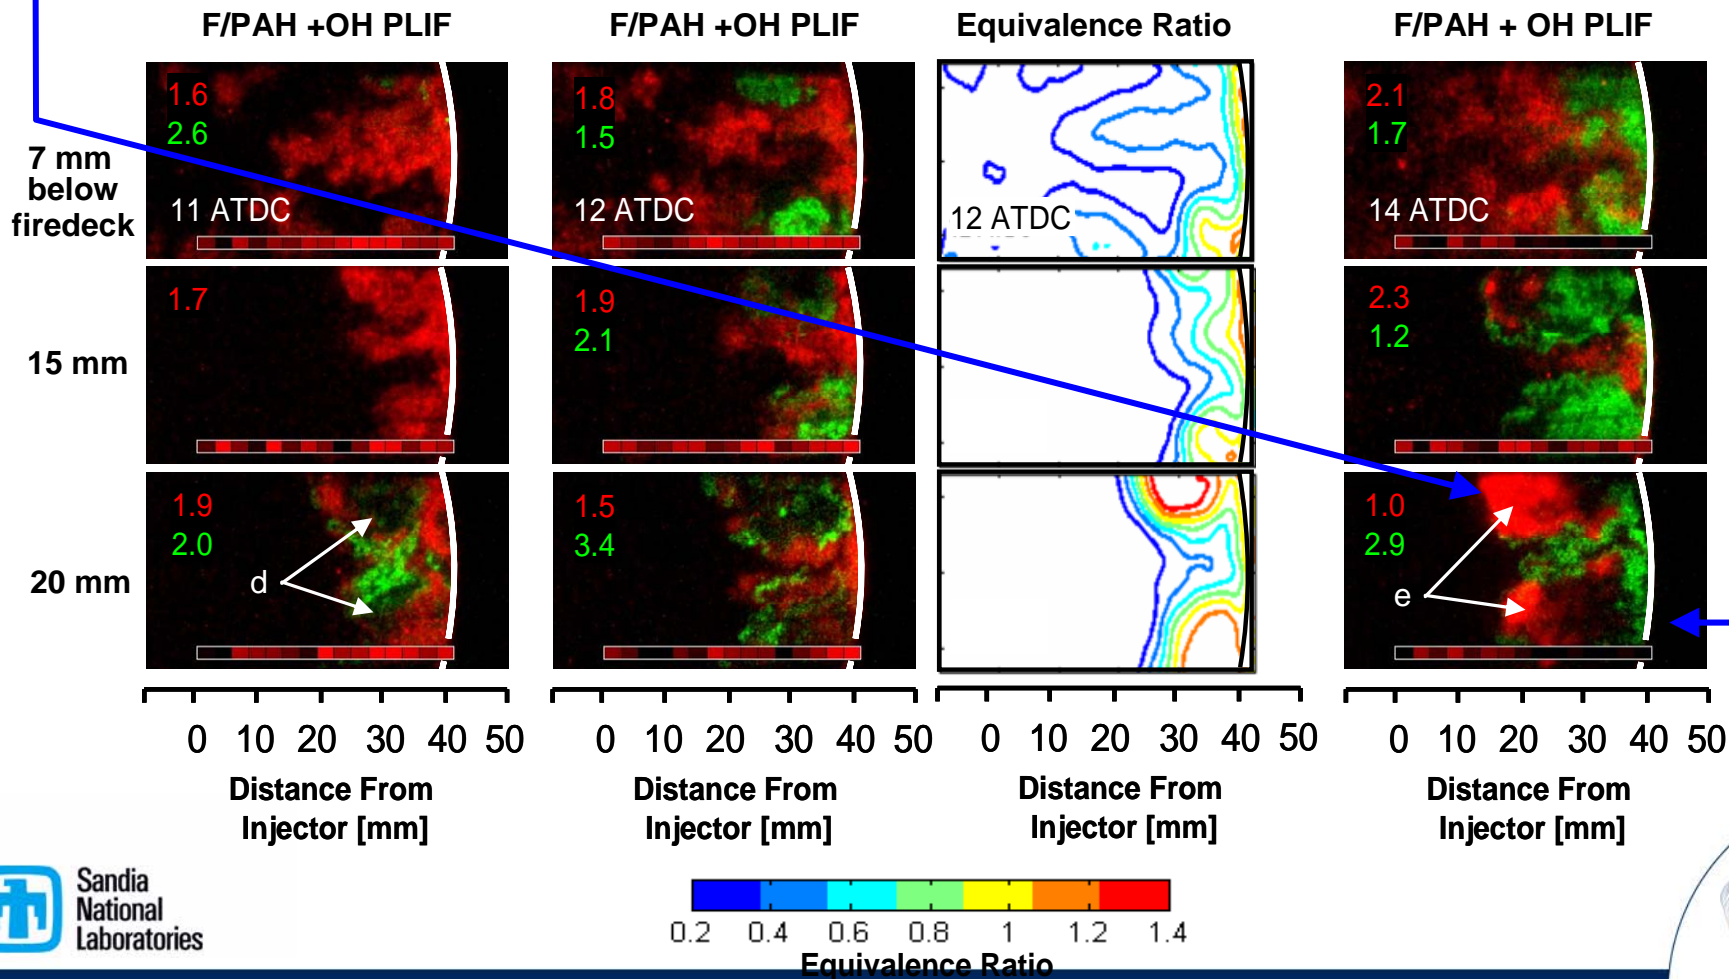 F/PAH +OH PLIF
F/PAH +OH PLIF
Equivalence Ratio
F/PAH + OH PLIF
7 mm
below
firedeck
1.6
2.6
11 ATDC
1.8
1.5
12 ATDC
12 ATDC
2.1
1.7
14 ATDC
15 mm
1.7
1.9
2.1
2.3
1.2
20 mm
1.9
2.0
d
1.5
3.4
1.0
2.9
e
0 10 20 30 40 50
0 10 20 30 40 50
0 10 20 30 40 50
0 10 20 30 40 50
Distance From
Injector [mm]
Distance From
Injector [mm]
Distance From
Injector [mm]
Distance From
Injector [mm]
Sandia
National
Laboratories
0.2 0.4 0.6 0.8 1 1.2 1.4
Equivalence Ratio